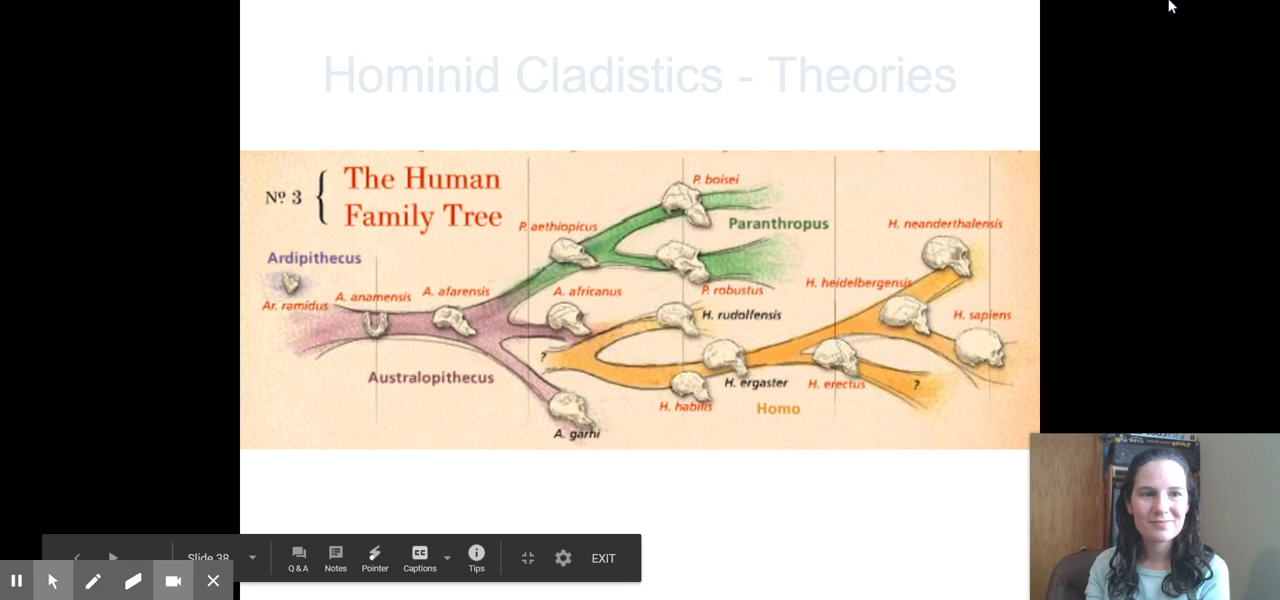 Hominid Cladistics - Theories
Nº 3 { The Human
Family Tree
P. boisei
P. aethiopicus
Paranthropus
H. neanderthalensis
Ardipithecus
Ar. ramidus
A. anamensis
A. afarensis
A. africanus
P. robustus
H. heidelbergensis
H. rudolfensis
H. sapiens
?
Australopithecus
H. ergaster
H. erectus
?
H. habilis
Homo
A. garhi
Slide 38
Q & A
Notes
Pointer
CC
Captions
Tips
EXIT